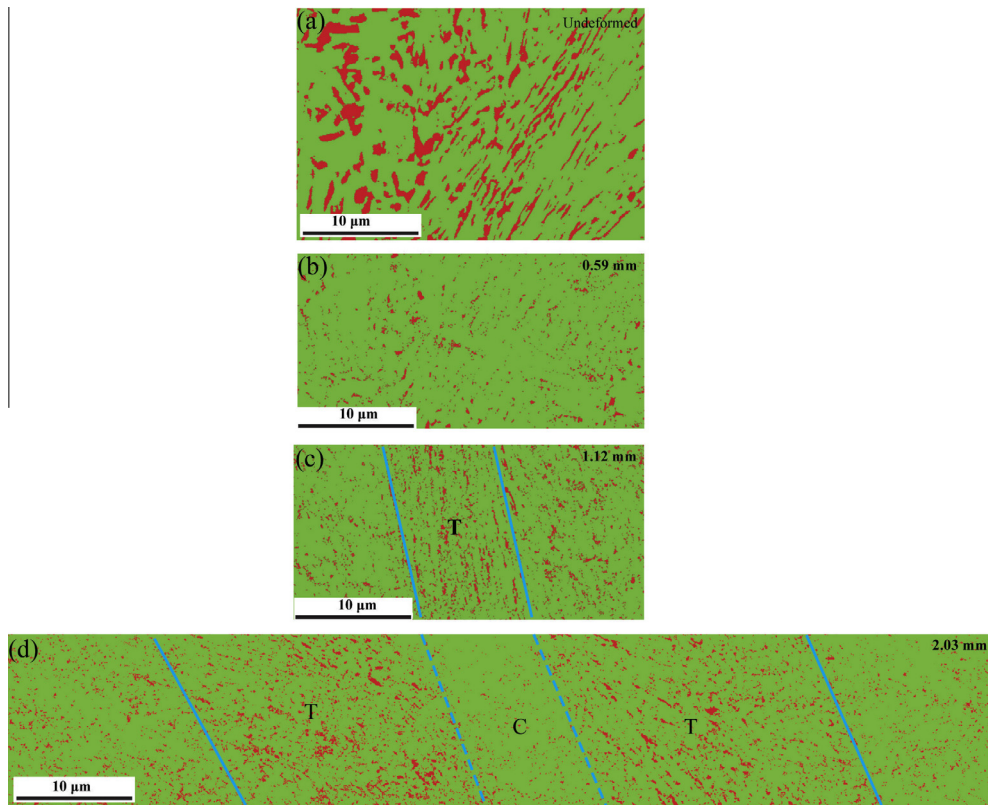 (a)
Undeformed
10 µm
(b)
0.59 mm
10 µm
(c)
1.12 mm
T
10 µm
(d)
2.03 mm
T
C
T
10 µm